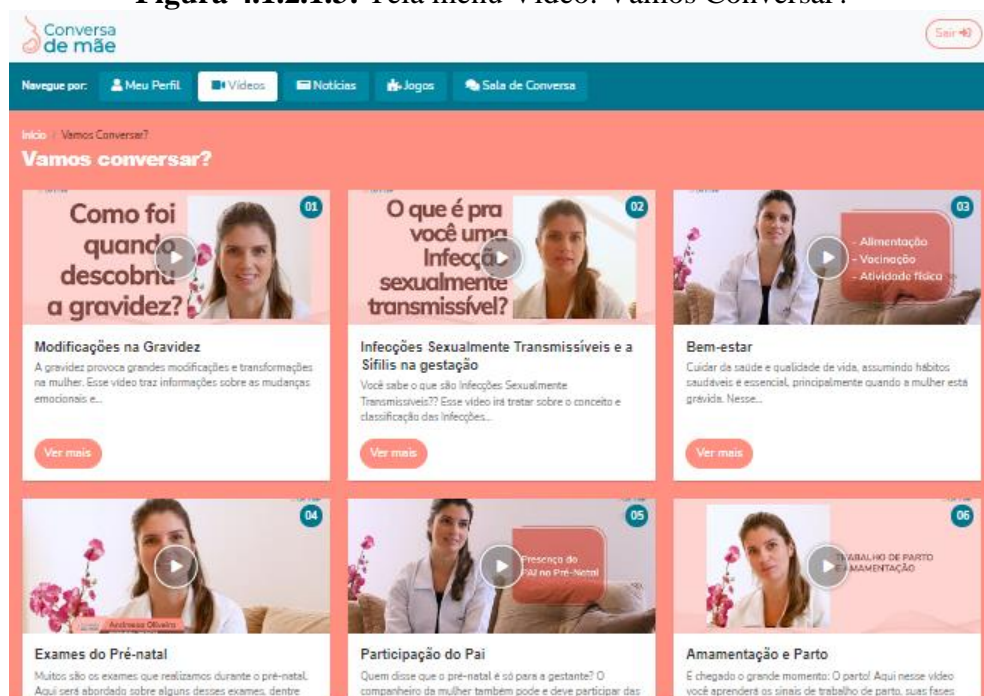 Figura 4.1.2.1.3: Tela menu Vídeo: Vamos Conversar?
Conversa
de mãe
Sair
Navegue por: Meu Perfil Vídeos Notícias Jogos Sala de Conversa
Início Vamos Conversar?
Vamos conversar?
Como foi
quando
descobriu
a gravidez?
01
O que é pra
você uma
Infecção
sexualmente
transmissível?
02
- Alimentação
- Vacinação
- Atividade física
03
Modificações na Gravidez
A gravidez provoca grandes modificações e transformações
na mulher. Esse vídeo traz informações sobre as mudanças
emocionais e...
Ver mais
Infecções Sexualmente Transmissíveis e a
Sífilis na gestação
Você sabe o que são Infecções Sexualmente
Transmissíveis?? Esse vídeo irá tratar sobre o conceito e
classificação das Infecções...
Ver mais
Bem-estar
Cuidar da saúde e qualidade de vida, assumindo hábitos
saudáveis é essencial, principalmente quando a mulher está
grávida. Nesse...
Ver mais
04
Andressa Oliveira
05
Presença do
PAI no Pré-Natal
06
TRABALHO DE PARTO
E AMAMENTAÇÃO
Exames do Pré-natal
Muitos são os exames que realizamos durante o pré-natal.
Aqui será abordado sobre alguns desses exames, dentre
Participação do Pai
Quem disse que o pré-natal é só para a gestante? O
companheiro da mulher também pode e deve participar das
Amamentação e Parto
E chegado o grande momento: O parto! Aqui nesse vídeo
você aprenderá os sinais de trabalho de parto, suas fases